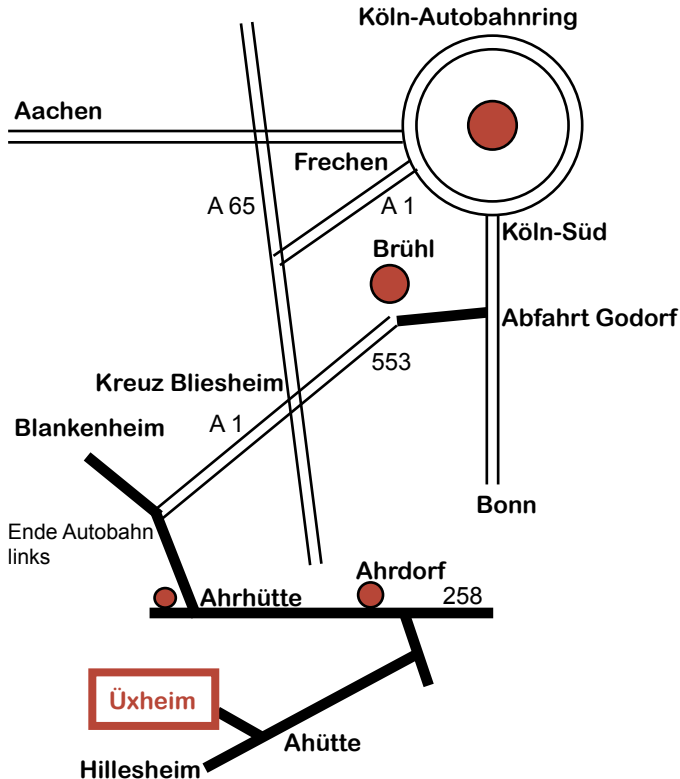 Köln-Autobahnring
Aachen
Frechen
A 65
A 1
Köln-Süd
Brühl
Abfahrt Godorf
553
Kreuz Bliesheim
A 1
Blankenheim
Bonn
Ende Autobahn
links
Ahrdorf
Ahrhütte
258
Üxheim
Ahütte
Hillesheim